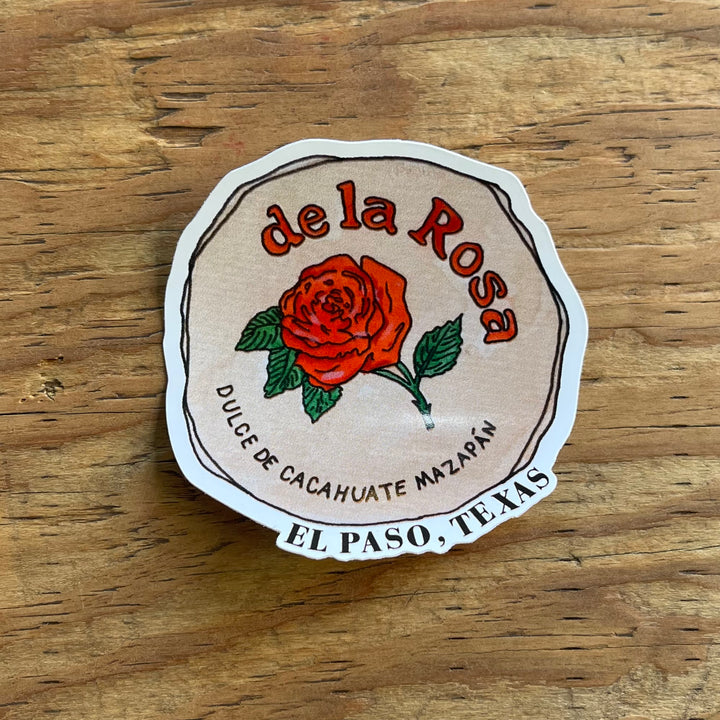 de la Rosa
DULCE DE CACAHUATE MAZAPÁN
EL PASO, TEXAS